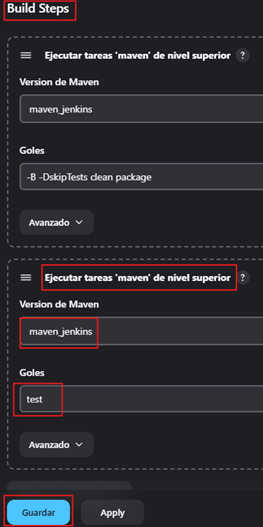 Build Steps
Ejecutar tareas 'maven' de nivel superior ?
Version de Maven
maven_jenkins
Goles
-B -DskipTests clean package
Avanzado
Ejecutar tareas 'maven' de nivel superior ?
Version de Maven
maven_jenkins
Goles
test
Avanzado
Guardar Apply